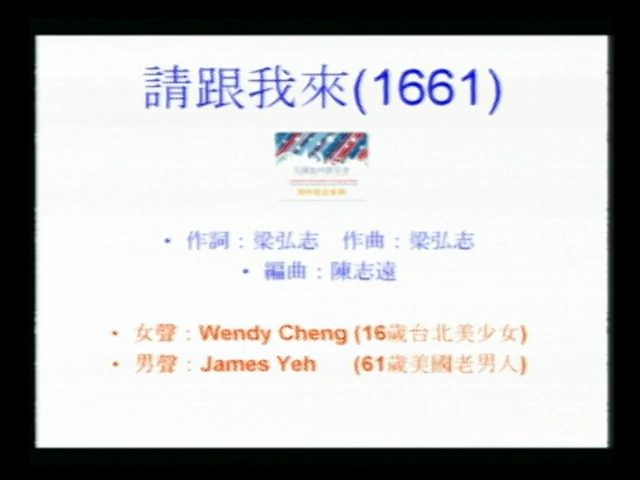 請跟我來(1661)
• 作詞：梁弘志 作曲：梁弘志
• 編曲：陳志遠
• 女聲：Wendy Cheng (16歲台北美少女)
• 男聲：James Yeh (61歲美國老男人)